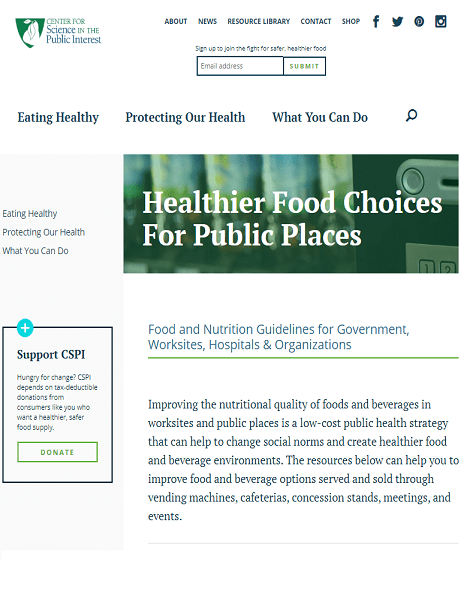 CENTER FOR
Science IN THE
Public Interest
ABOUT NEWS RESOURCE LIBRARY CONTACT SHOP
Sign up to join the fight for safer, healthier food
Email address
SUBMIT
Eating Healthy Protecting Our Health What You Can Do
Eating Healthy
Protecting Our Health
What You Can Do
Healthier Food Choices
For Public Places
Support CSPI
Hungry for change? CSPI
depends on tax-deductible
donations from
consumers like you who
want a healthier, safer
food supply.
DONATE
Food and Nutrition Guidelines for Government,
Worksites, Hospitals & Organizations
Improving the nutritional quality of foods and beverages in
worksites and public places is a low-cost public health strategy
that can help to change social norms and create healthier food
and beverage environments. The resources below can help you to
improve food and beverage options served and sold through
vending machines, cafeterias, concession stands, meetings, and
events.